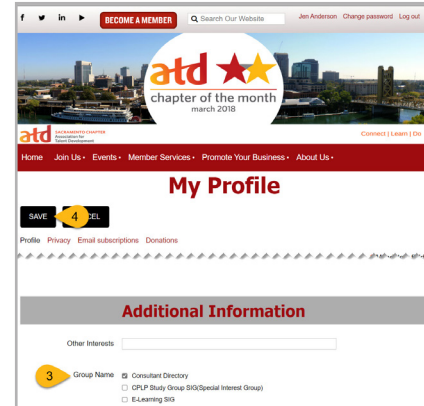 BECOME A MEMBER
Search Our Website
Jen Anderson Change password Log out
atd
chapter of the month
march 2018
atd SACRAMENTO CHAPTER
Association for
Talent Development
Connect | Learn | Do
Home Join Us Events Member Services Promote Your Business About Us
My Profile
SAVE 4 CEL
Profile Privacy Email subscriptions Donations
Additional Information
Other Interests
3 Group Name Consultant Directory
CPLP Study Group SIG(Special Interest Group)
E-Learning SIG